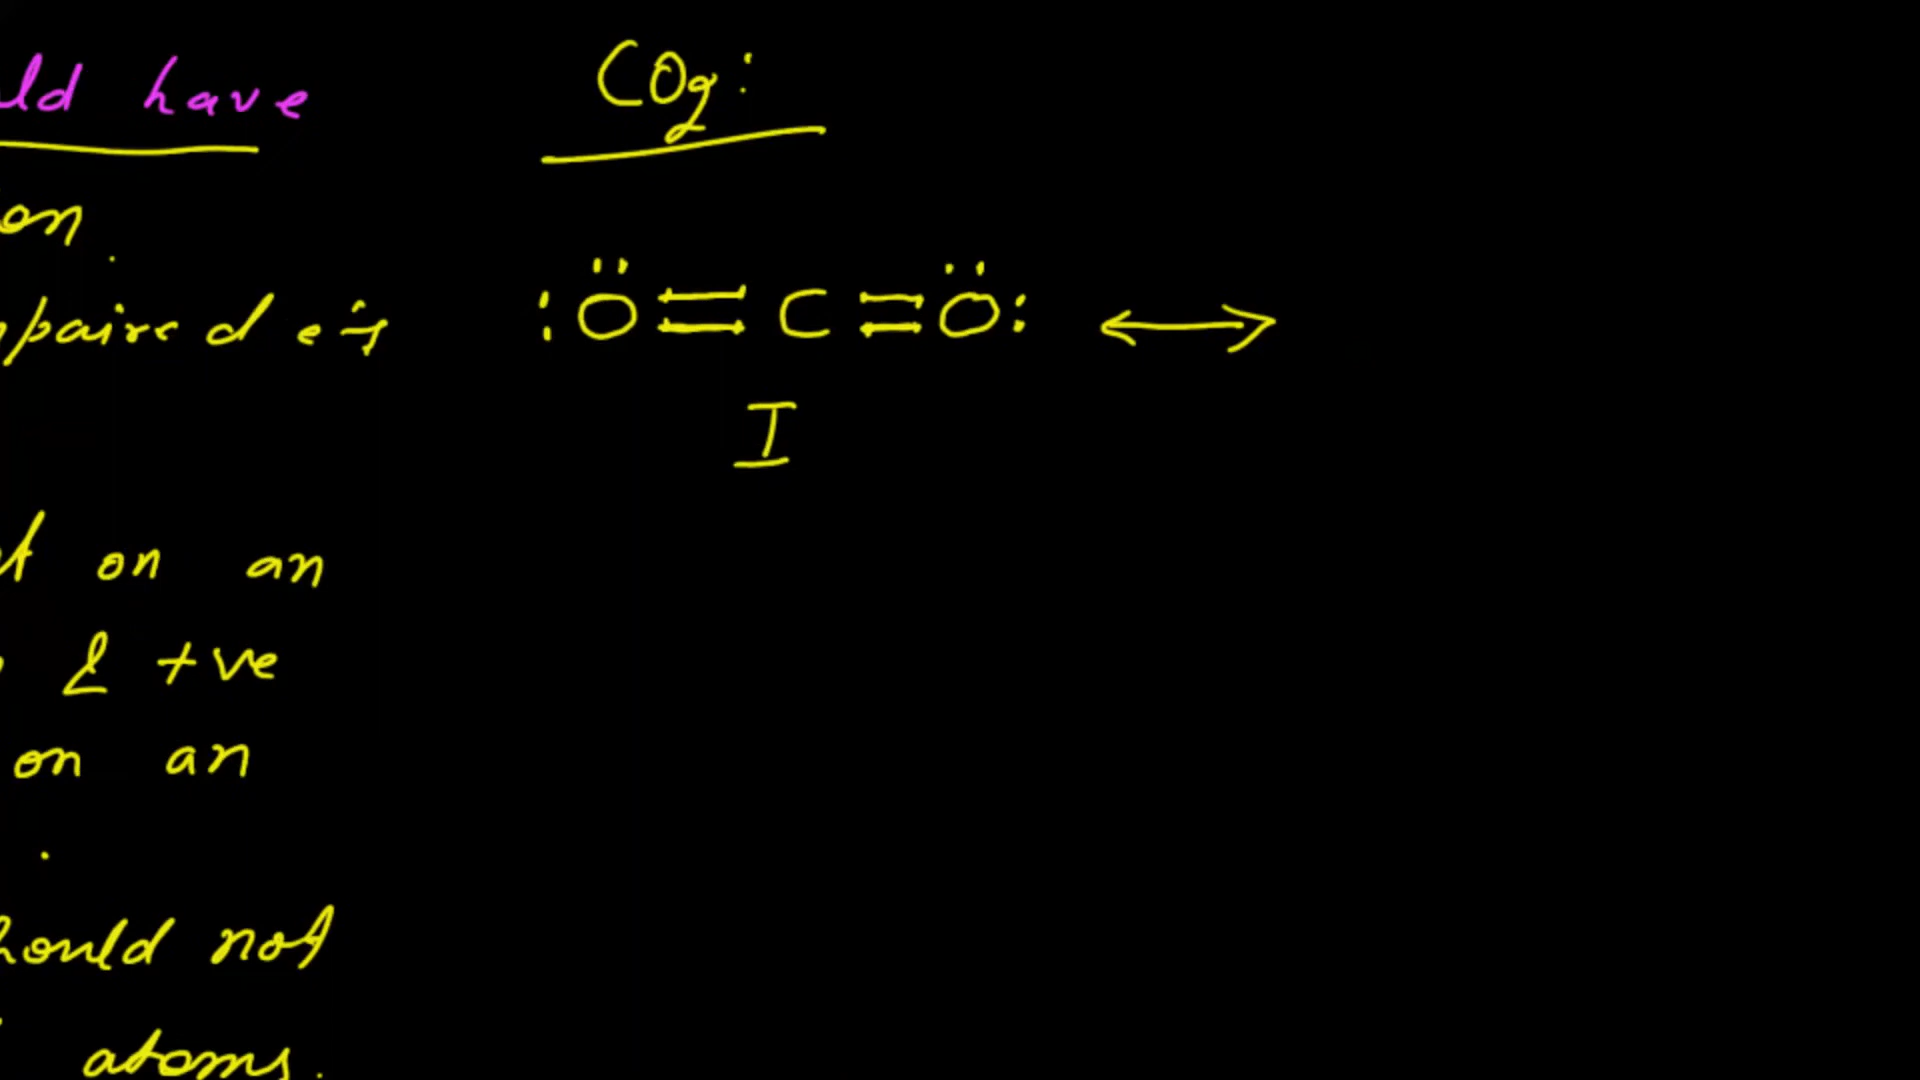 ld have
on.
paired e's
on an
& +ve
on an
.
hould not
atoms.
CO2:
:O=C=O: ↔
I